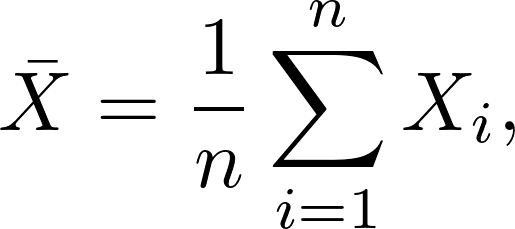 $\bar{X} = \frac{1}{n} \sum_{i=1}^{n} X_i,$